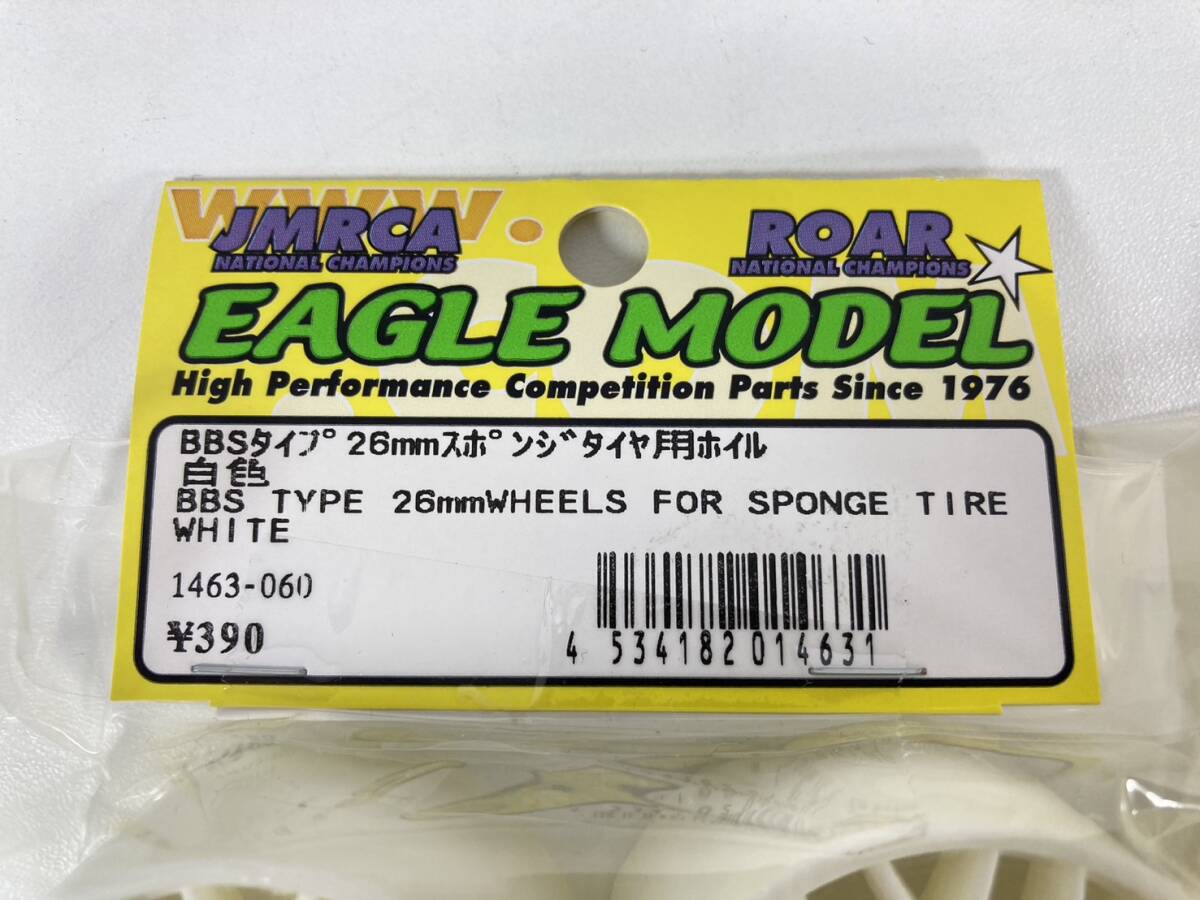 www.
JMRCA
NATIONAL CHAMPIONS
ROAR
NATIONAL CHAMPIONS
EAGLE MODEL
High Performance Competition Parts Since 1976
BBSタイプ 26mmスポンジタイヤ用ホイル
白色
BBS TYPE 26mmWHEELS FOR SPONGE TIRE
WHITE
1463-060
¥390
4 534182 014631